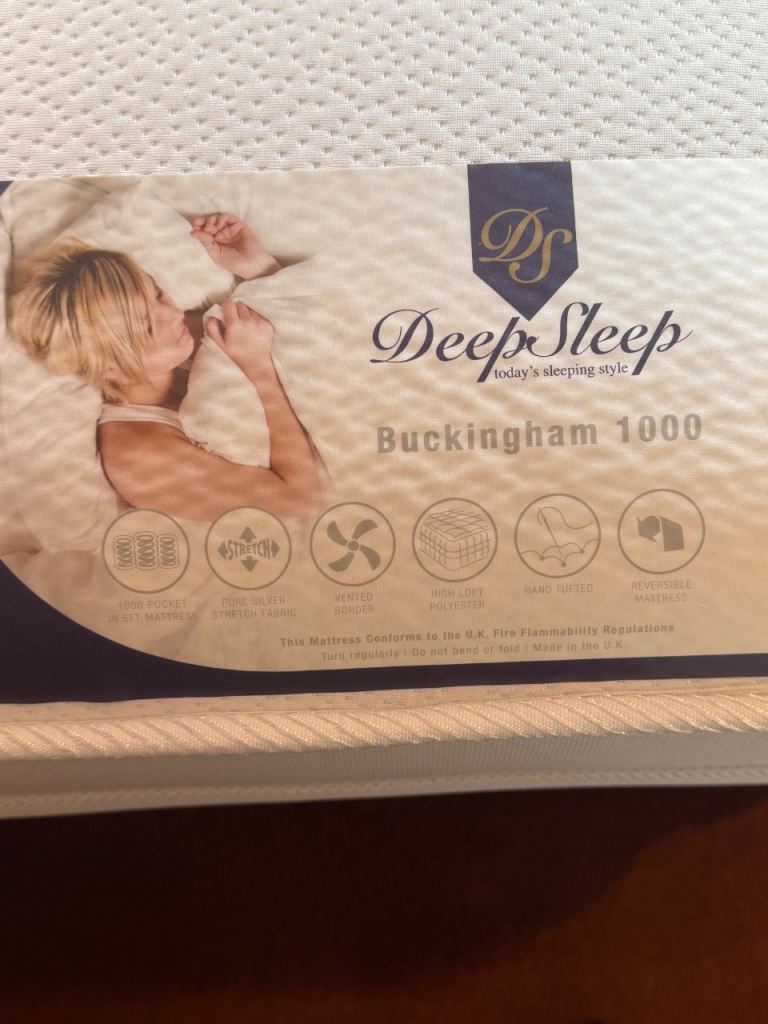 DS
DeepSleep
today's sleeping style
Buckingham 1000
1000 POCKET
IN 5FT MATTRESS
STRETCH
PURE SILVER
STRETCH FABRIC
VENTED
BORDER
HIGH LOFT
POLYESTER
HAND TUFTED
REVERSIBLE
MATTRESS
This Mattress Conforms to the U.K. Fire Flammability Regulations
Turn regularly | Do not bend or fold | Made in the U.K.